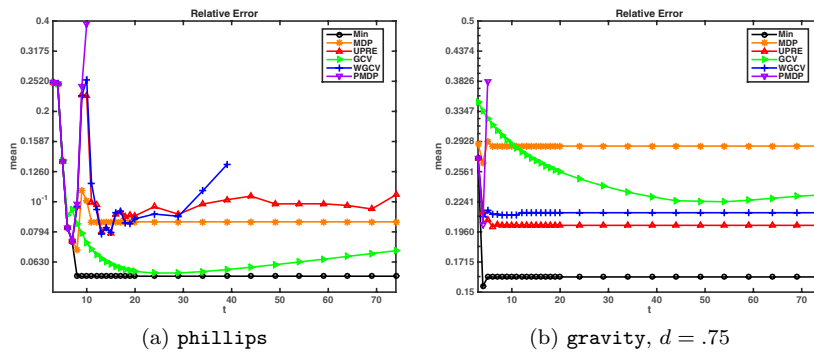 Relative Error
0.4
0.3175
0.2520
0.2
0.1587
0.1260
10-1
0.0794
0.0630
mean
10 20 30 40 50 60 70
t
Min
MDP
UPRE
GCV
WGCV
PMDP
(a) phillips
Relative Error
0.5
0.4374
0.3826
0.3347
0.2928
0.2561
0.2241
0.1960
0.1715
0.15
mean
10 20 30 40 50 60 70
t
Min
MDP
UPRE
GCV
WGCV
PMDP
(b) gravity, d = .75